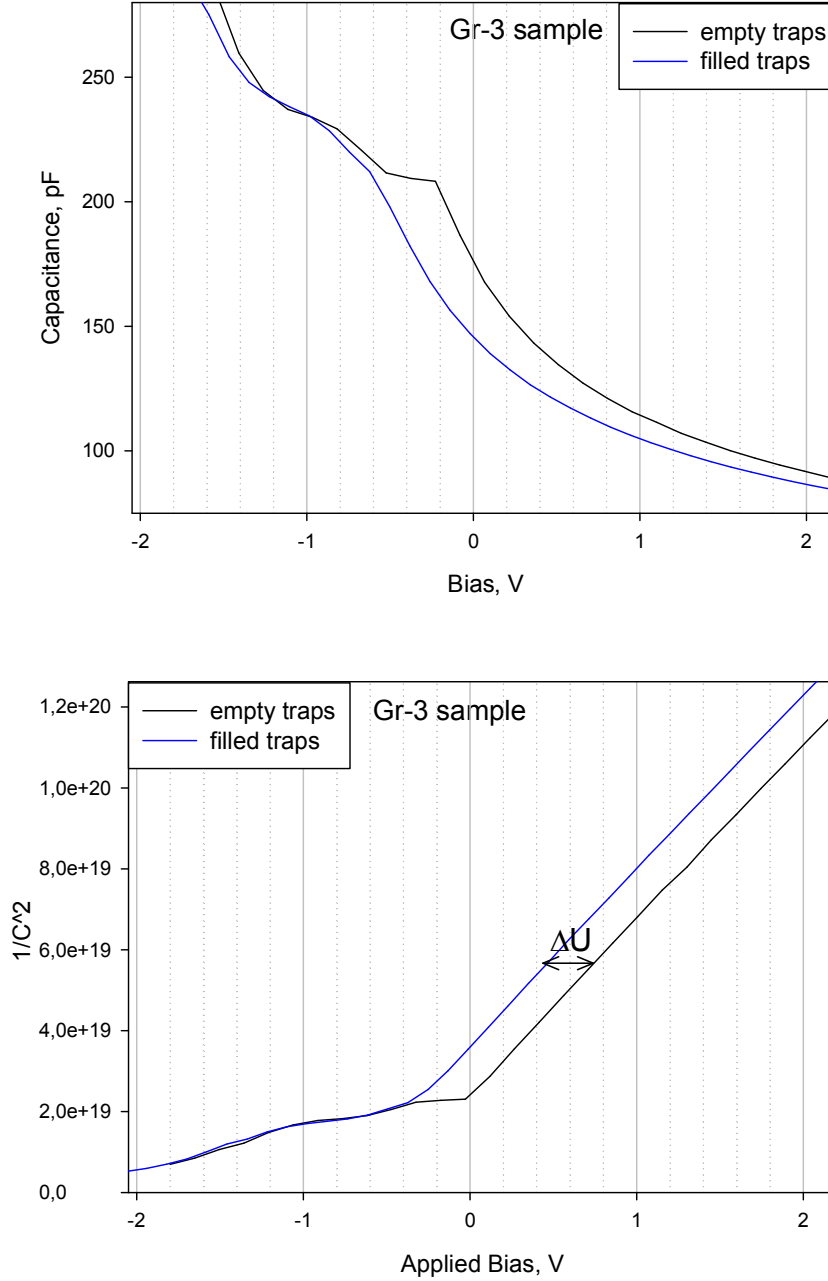 Gr-3 sample
empty traps
filled traps
250
200
150
100
Capacitance, pF
-2 -1 0 1 2
Bias, V
empty traps
filled traps
Gr-3 sample
1,2e+20
1,0e+20
8,0e+19
6,0e+19
4,0e+19
2,0e+19
0,0
1/C^2
ΔU
-2 -1 0 1 2
Applied Bias, V